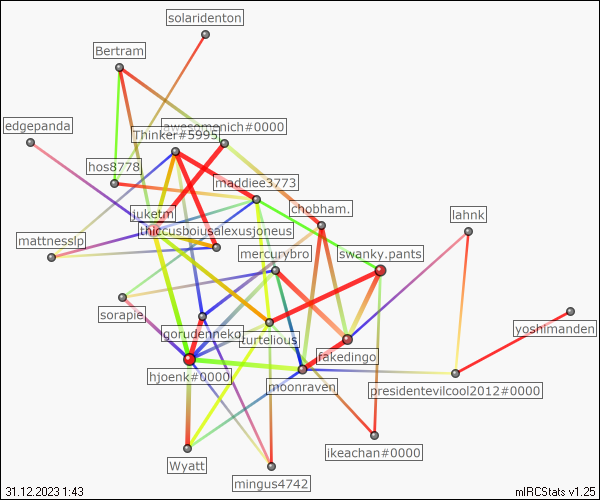 solaridenton
Bertram
edgepanda
awesomenich#0000
Thinker#5995
hos8778
maddiee3773
juketm
chobham.
lahnk
thiccusboiusalexusjoneus
mattnesslp
mercurybro
swanky.pants
sorapie
gorudenneko
turtelious
yoshimanden
fakedingo
hjoenk#0000
moonraven
presidentevilcool2012#0000
Wyatt
ikeachan#0000
mingus4742
31.12.2023 1:43
mIRCStats v1.25